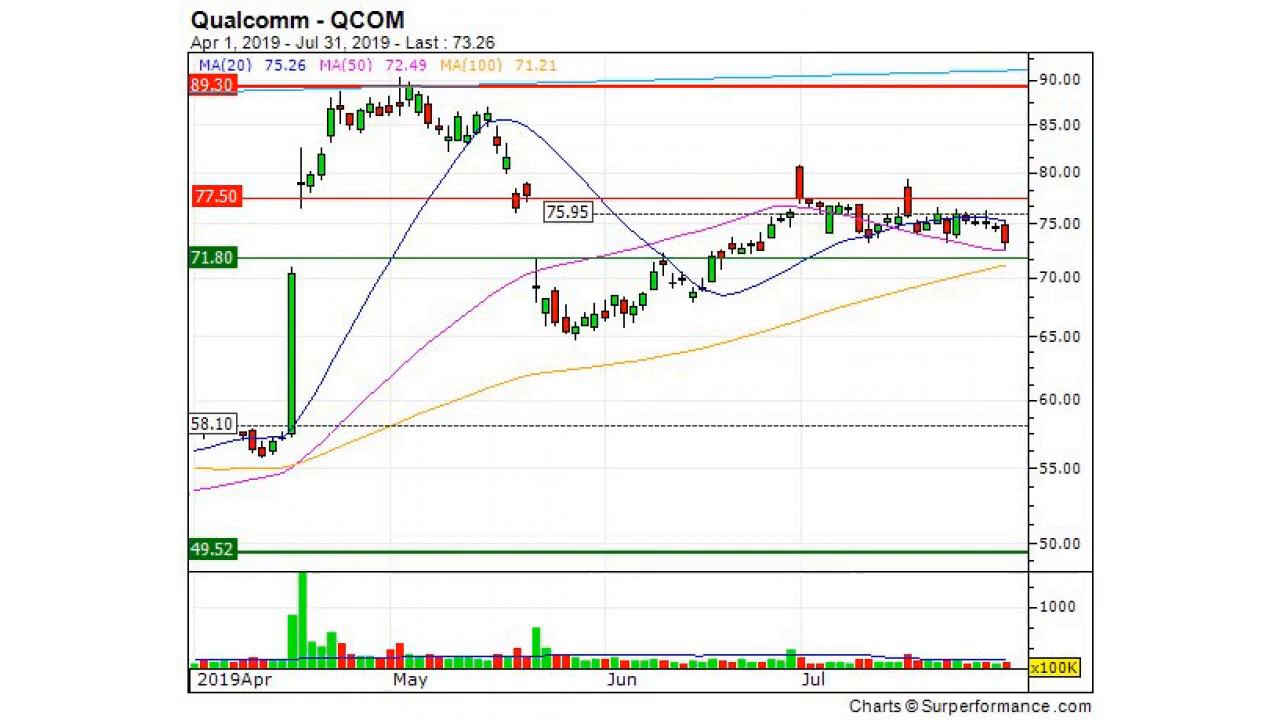 Qualcomm - QCOM
Apr 1, 2019 - Jul 31, 2019 - Last : 73.26
MA(20) 75.26 MA(50) 72.49 MA(100) 71.21
89.30
90.00
85.00
80.00
77.50
75.95
75.00
71.80
70.00
65.00
60.00
58.10
55.00
49.52
50.00
1000
x100K
2019Apr May Jun Jul
Charts © Surperformance.com